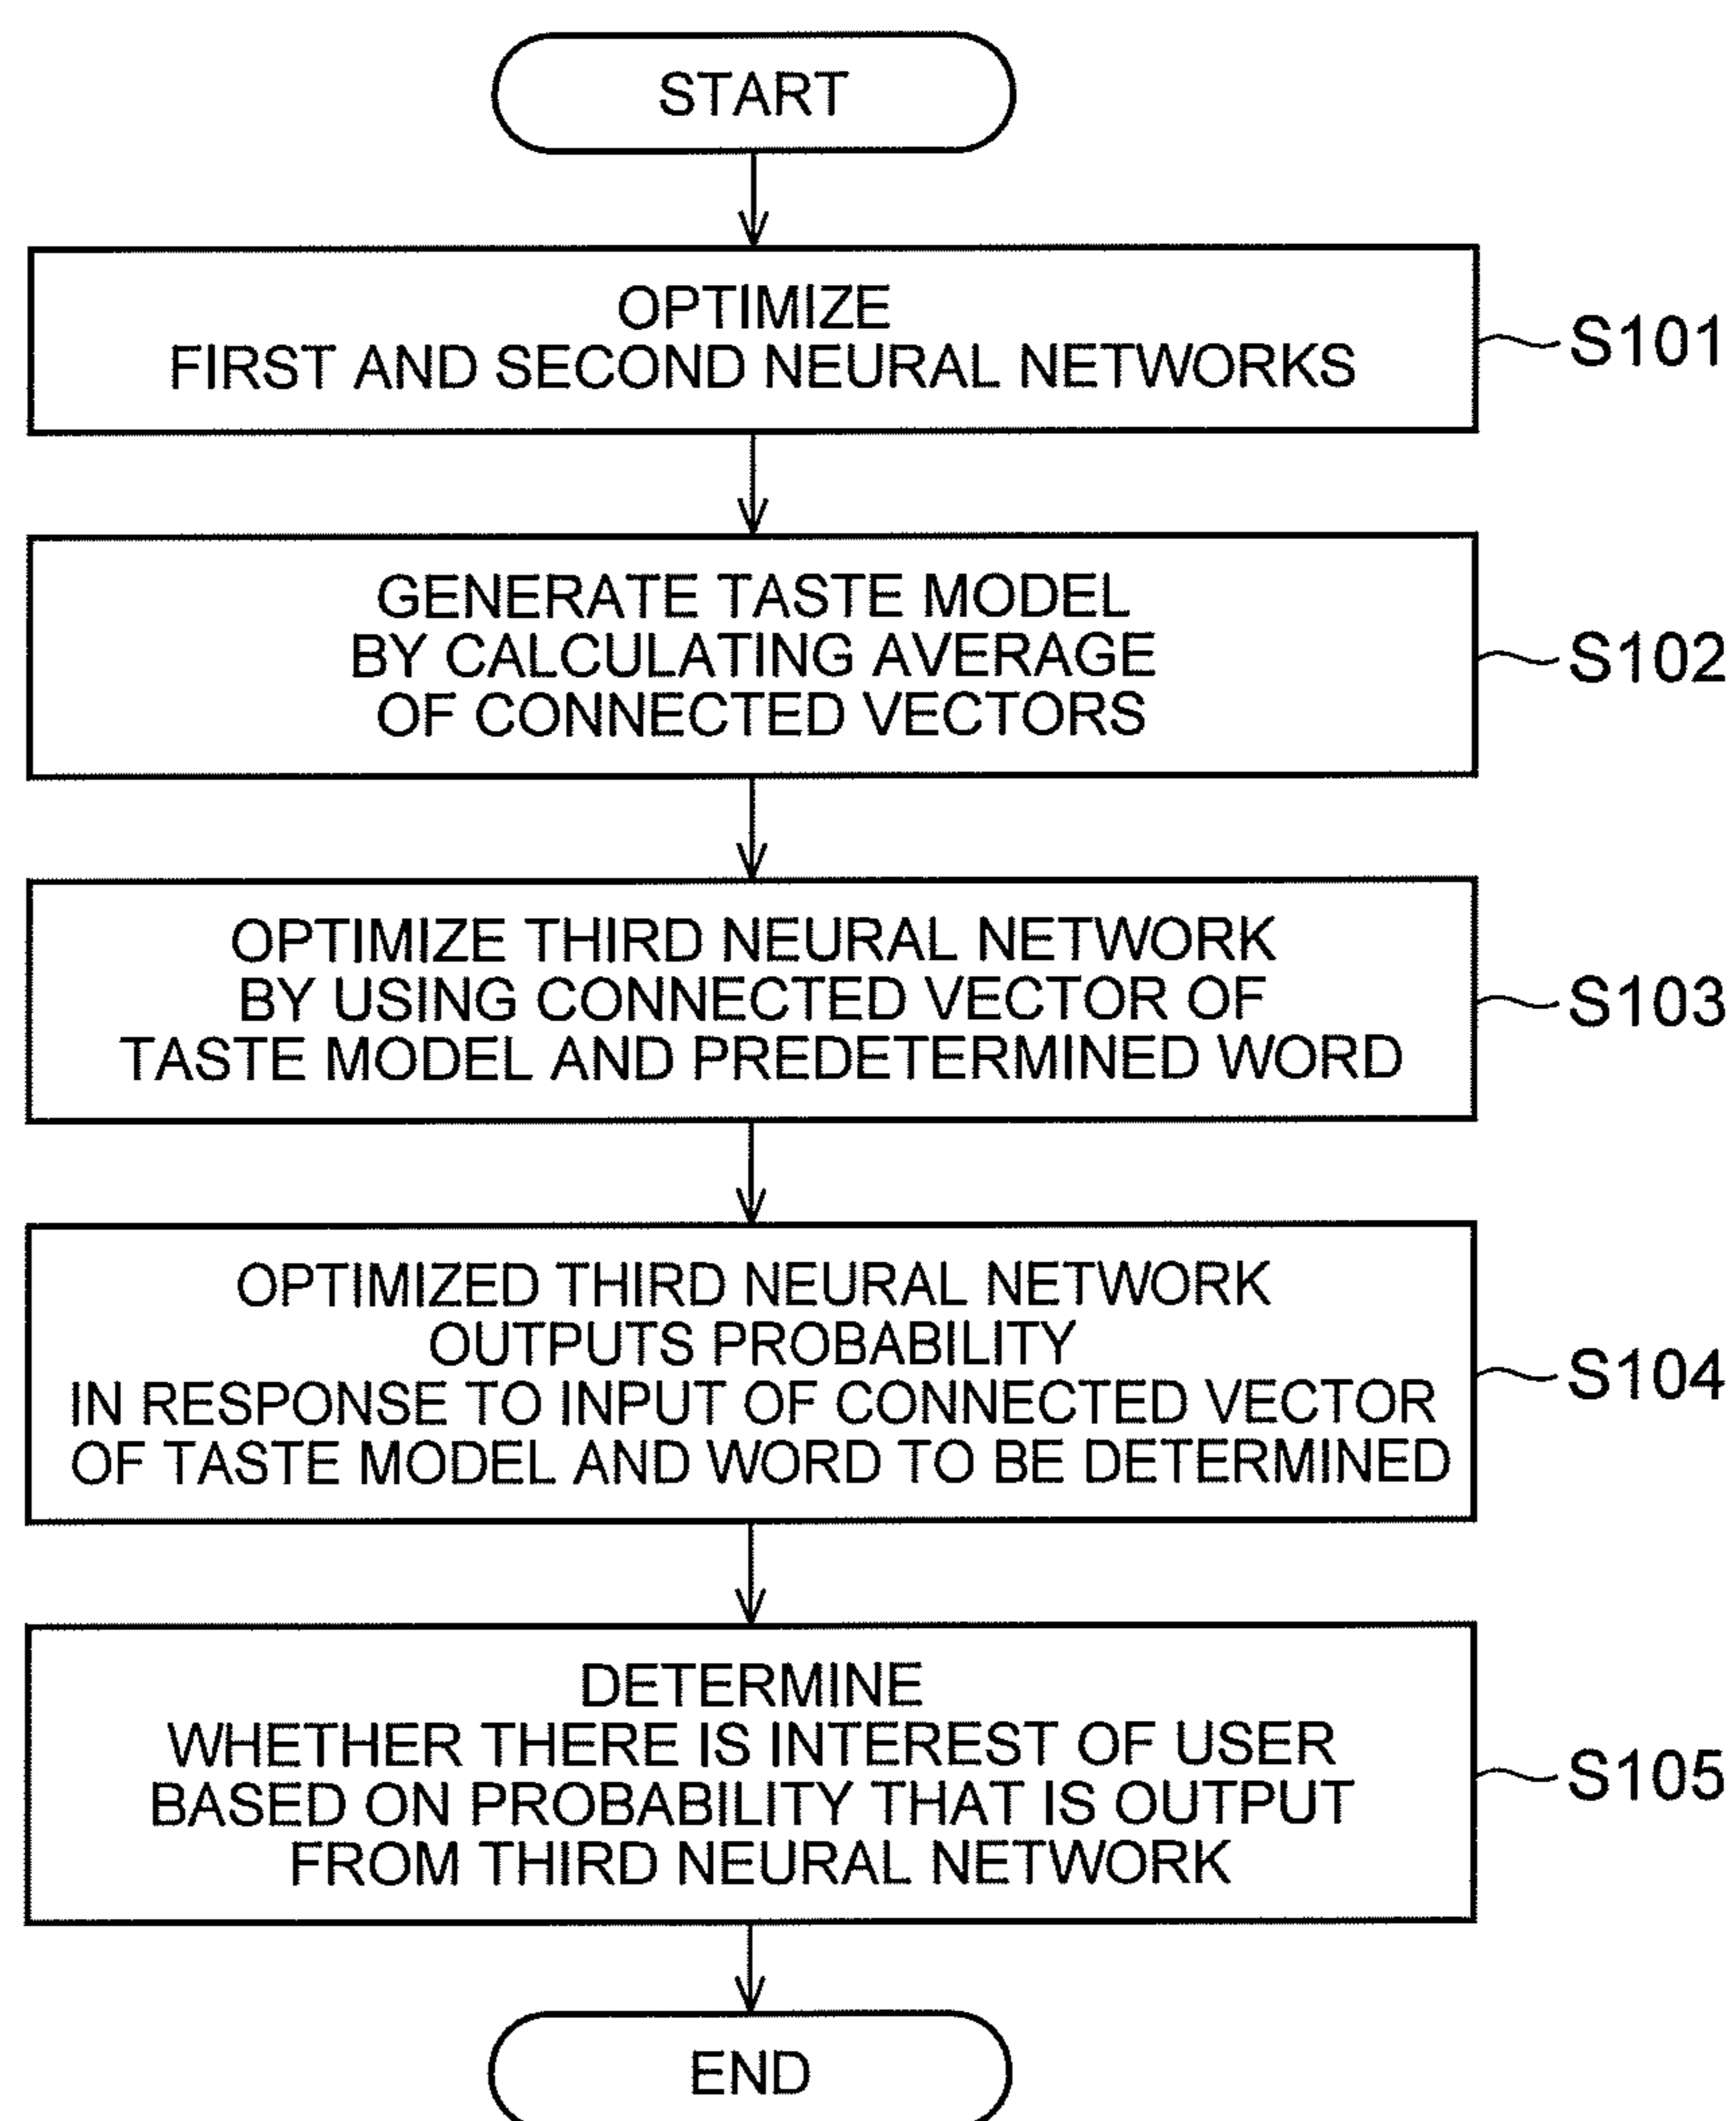 START
OPTIMIZE
FIRST AND SECOND NEURAL NETWORKS
S101
GENERATE TASTE MODEL
BY CALCULATING AVERAGE
OF CONNECTED VECTORS
S102
OPTIMIZE THIRD NEURAL NETWORK
BY USING CONNECTED VECTOR OF
TASTE MODEL AND PREDETERMINED WORD
S103
OPTIMIZED THIRD NEURAL NETWORK
OUTPUTS PROBABILITY
IN RESPONSE TO INPUT OF CONNECTED VECTOR
OF TASTE MODEL AND WORD TO BE DETERMINED
S104
DETERMINE
WHETHER THERE IS INTEREST OF USER
BASED ON PROBABILITY THAT IS OUTPUT
FROM THIRD NEURAL NETWORK
S105
END